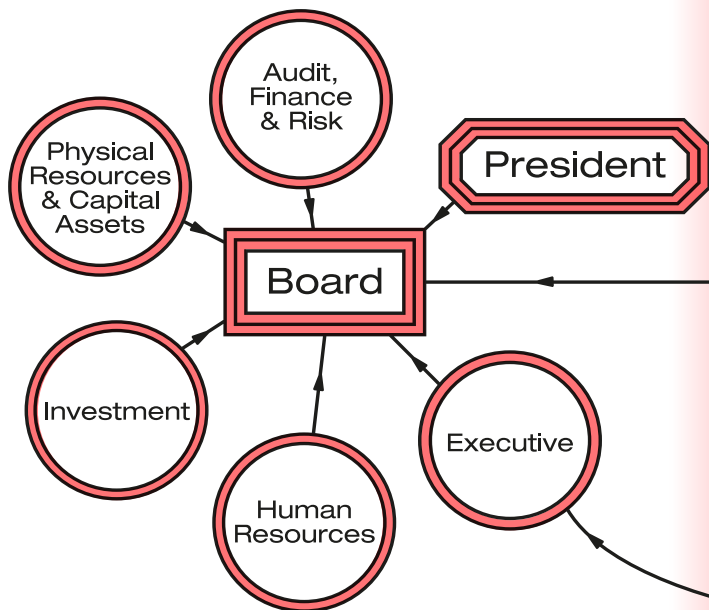 Audit,
Finance
& Risk
Physical
Resources
& Capital
Assets
President
Board
Investment
Executive
Human
Resources